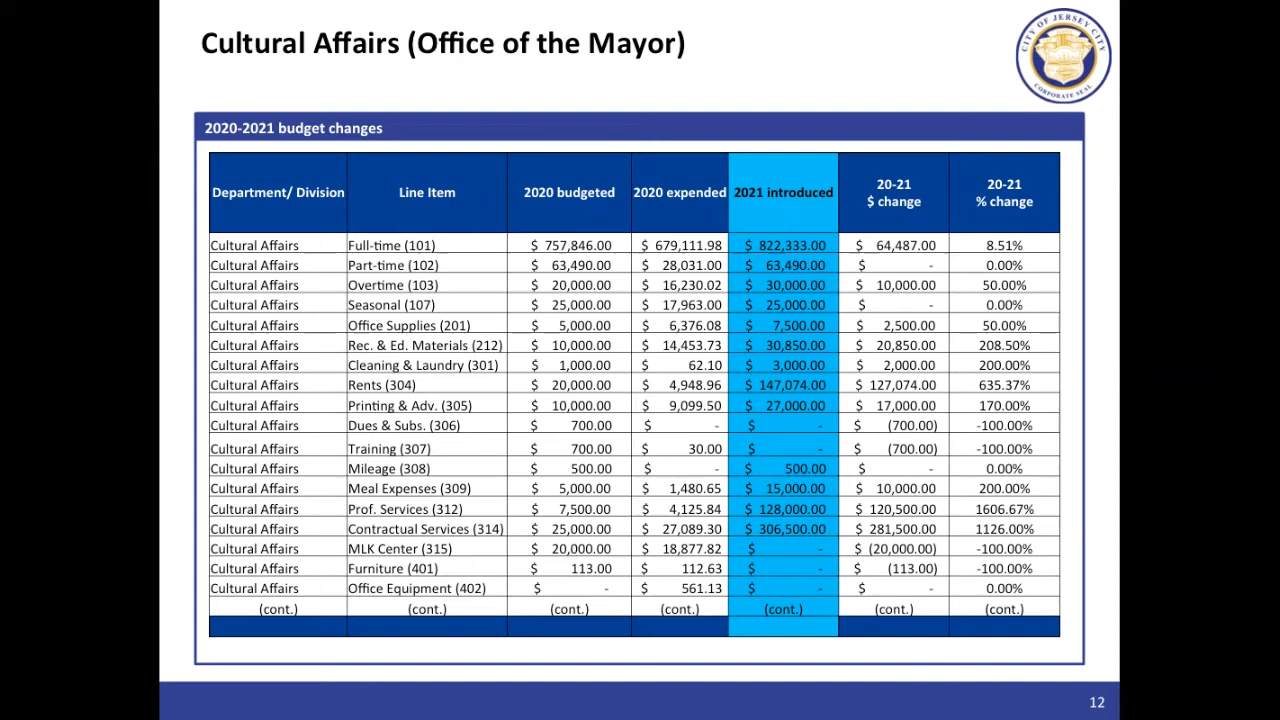 Cultural Affairs (Office of the Mayor)
CITY OF JERSEY CITY
CORPORATE SEAL
2020-2021 budget changes
Department/ Division Line Item 2020 budgeted 2020 expended 2021 introduced 20-21 $ change 20-21 % change
Cultural Affairs Full-time (101) $ 757,846.00 $ 679,111.98 $ 822,333.00 $ 64,487.00 8.51%
Cultural Affairs Part-time (102) $ 63,490.00 $ 28,031.00 $ 63,490.00 $ - 0.00%
Cultural Affairs Overtime (103) $ 20,000.00 $ 16,230.02 $ 30,000.00 $ 10,000.00 50.00%
Cultural Affairs Seasonal (107) $ 25,000.00 $ 17,963.00 $ 25,000.00 $ - 0.00%
Cultural Affairs Office Supplies (201) $ 5,000.00 $ 6,376.08 $ 7,500.00 $ 2,500.00 50.00%
Cultural Affairs Rec. & Ed. Materials (212) $ 10,000.00 $ 14,453.73 $ 30,850.00 $ 20,850.00 208.50%
Cultural Affairs Cleaning & Laundry (301) $ 1,000.00 $ 62.10 $ 3,000.00 $ 2,000.00 200.00%
Cultural Affairs Rents (304) $ 20,000.00 $ 4,948.96 $ 147,074.00 $ 127,074.00 635.37%
Cultural Affairs Printing & Adv. (305) $ 10,000.00 $ 9,099.50 $ 27,000.00 $ 17,000.00 170.00%
Cultural Affairs Dues & Subs. (306) $ 700.00 $ - $ - $ (700.00) -100.00%
Cultural Affairs Training (307) $ 700.00 $ 30.00 $ - $ (700.00) -100.00%
Cultural Affairs Mileage (308) $ 500.00 $ - $ 500.00 $ - 0.00%
Cultural Affairs Meal Expenses (309) $ 5,000.00 $ 1,480.65 $ 15,000.00 $ 10,000.00 200.00%
Cultural Affairs Prof. Services (312) $ 7,500.00 $ 4,125.84 $ 128,000.00 $ 120,500.00 1606.67%
Cultural Affairs Contractual Services (314) $ 25,000.00 $ 27,089.30 $ 306,500.00 $ 281,500.00 1126.00%
Cultural Affairs MLK Center (315) $ 20,000.00 $ 18,877.82 $ - $ (20,000.00) -100.00%
Cultural Affairs Furniture (401) $ 113.00 $ 112.63 $ - $ (113.00) -100.00%
Cultural Affairs Office Equipment (402) $ - $ 561.13 $ - $ - 0.00%
(cont.) (cont.) (cont.) (cont.) (cont.) (cont.) (cont.)
12